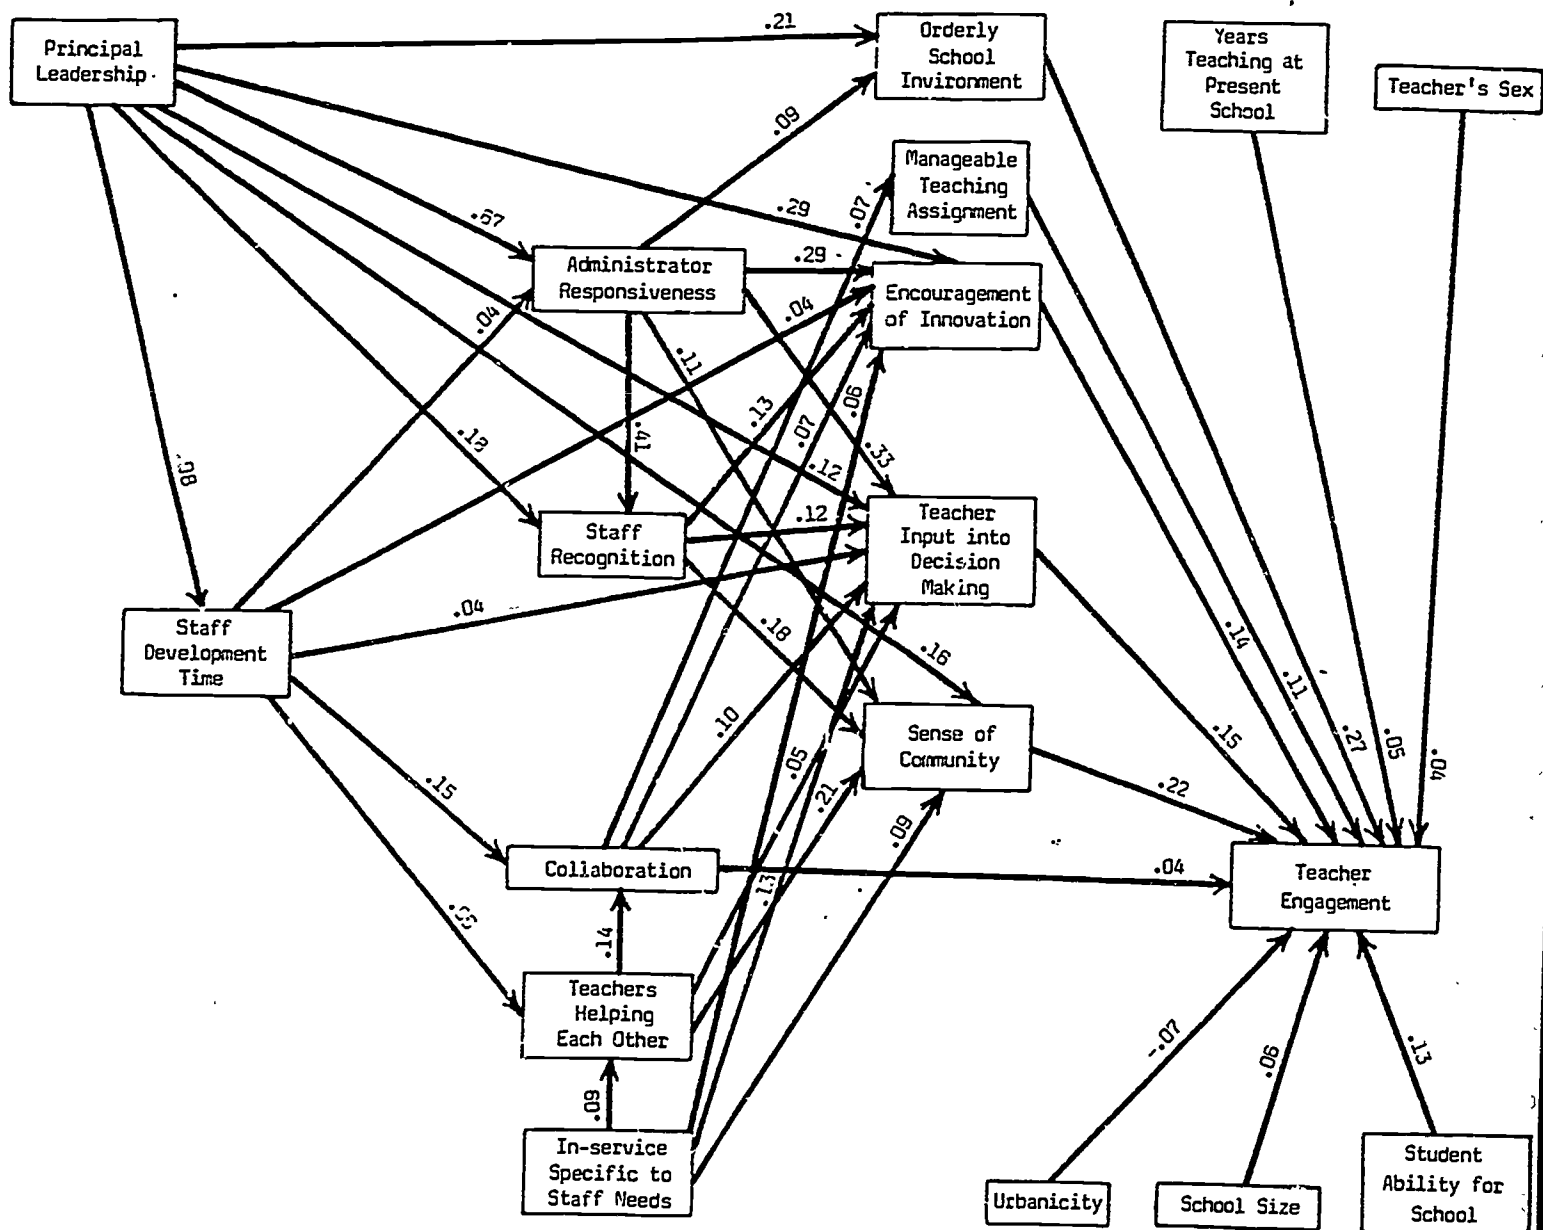 Principal
Leadership
.21
Orderly
School
Invironment
Years
Teaching at
Present
School
Teacher's Sex
.09
Manageable
Teaching
Assignment
.07
.29
.67
Administrator
Responsiveness
.29
Encouragement
of Innovation
.04
.04
.11
.13
.07
.06
.41
.33
.12
.08
Staff
Recognition
.12
Teacher
Input into
Decision
Making
Staff
Development
Time
.04
.18
.16
.14
.11
.27
.05
.04
.15
.10
Sense of
Community
.22
.05
.21
.09
.15
Collaboration
.04
Teacher
Engagement
.13
.14
Teachers
Helping
Each Other
.09
In-service
Specific to
Staff Needs
-.07
.06
.13
Urbanicity
School Size
Student
Ability for
School